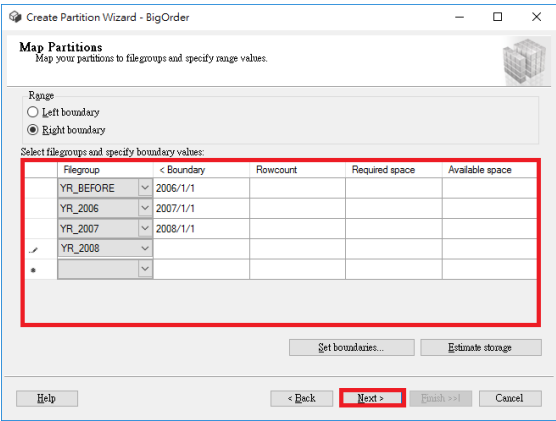 Create Partition Wizard - BigOrder
Map Partitions
Map your partitions to filegroups and specify range values.
Range
Left boundary
Right boundary
Select filegroups and specify boundary values:
Filegroup < Boundary Rowcount Required space Available space
YR_BEFORE 2006/1/1
YR_2006 2007/1/1
YR_2007 2008/1/1
YR_2008
*
Set boundaries... Estimate storage
Help < Back Next > Finish >>| Cancel